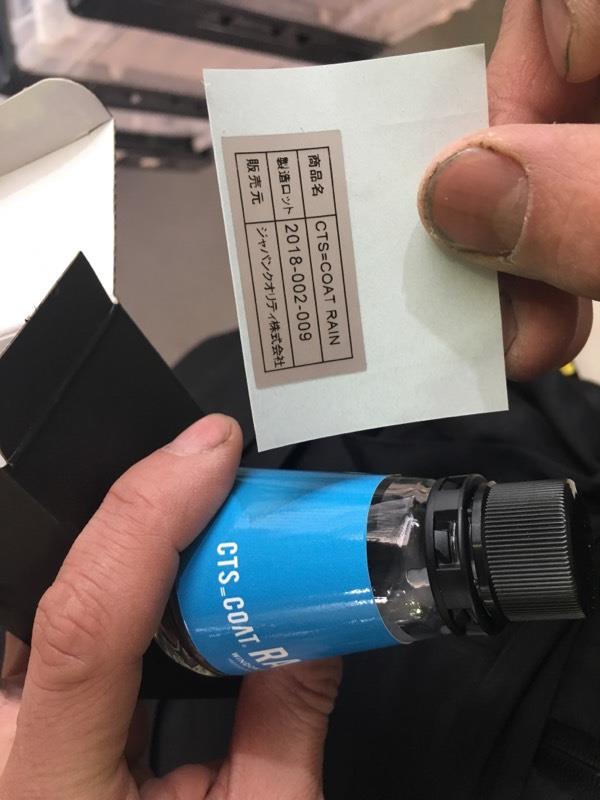 商品名 CTS=COAT RAIN
製造ロット 2018-002-009
販売元 ジャパンクオリティ株式会社
CTS=COAT.